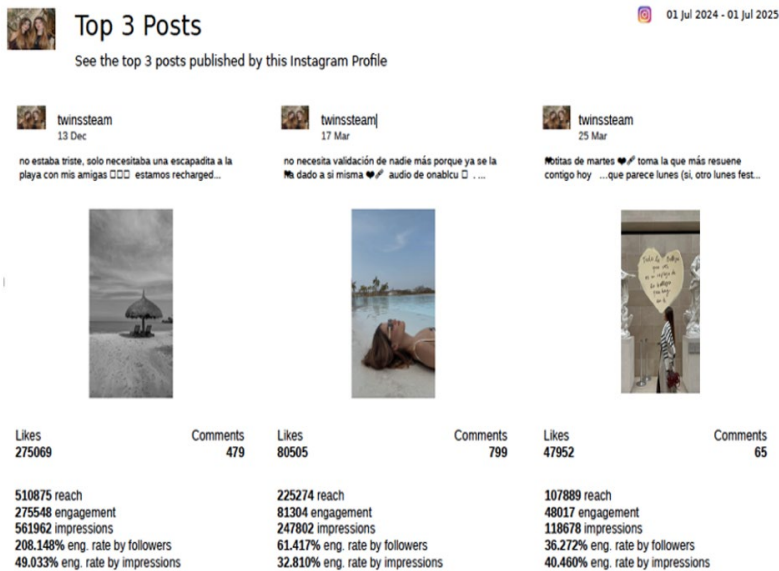 Top 3 Posts
01 Jul 2024 - 01 Jul 2025
See the top 3 posts published by this Instagram Profile
twinssteam
13 Dec
no estaba triste, solo necesitaba una escapadita a la
playa con mis amigas □□□ estamos recharged...
Likes
275069
Comments
479
510875 reach
275548 engagement
561962 impressions
208.148% eng. rate by followers
49.033% eng. rate by impressions
twinssteam
17 Mar
no necesita validación de nadie más porque ya se la
ha dado a si misma ❤🪶 audio de onablcu □ . ...
Likes
80505
Comments
799
225274 reach
81304 engagement
247802 impressions
61.417% eng. rate by followers
32.810% eng. rate by impressions
twinssteam
25 Mar
Notitas de martes ❤🪶 toma la que más resuene
contigo hoy ...que parece lunes (si, otro lunes fest...
Likes
47952
Comments
65
107889 reach
48017 engagement
118678 impressions
36.272% eng. rate by followers
40.460% eng. rate by impressions